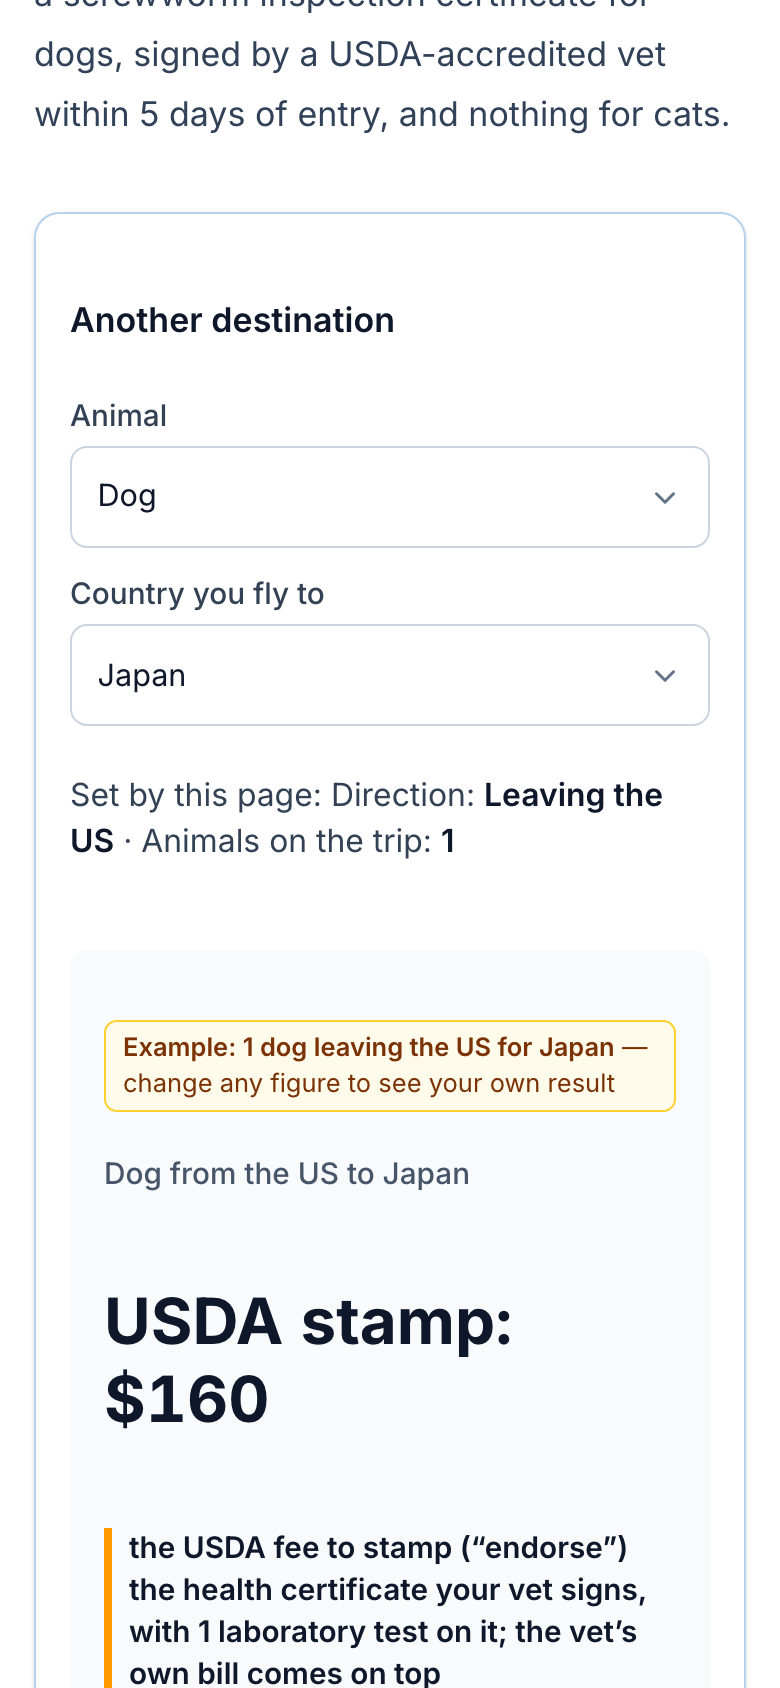 a screwworm inspection certificate for
dogs, signed by a USDA-accredited vet
within 5 days of entry, and nothing for cats.
Another destination
Animal
Dog
Country you fly to
Japan
Set by this page: Direction: Leaving the
US · Animals on the trip: 1
Example: 1 dog leaving the US for Japan —
change any figure to see your own result
Dog from the US to Japan
USDA stamp:
$160
the USDA fee to stamp (“endorse”)
the health certificate your vet signs,
with 1 laboratory test on it; the vet’s
own bill comes on top